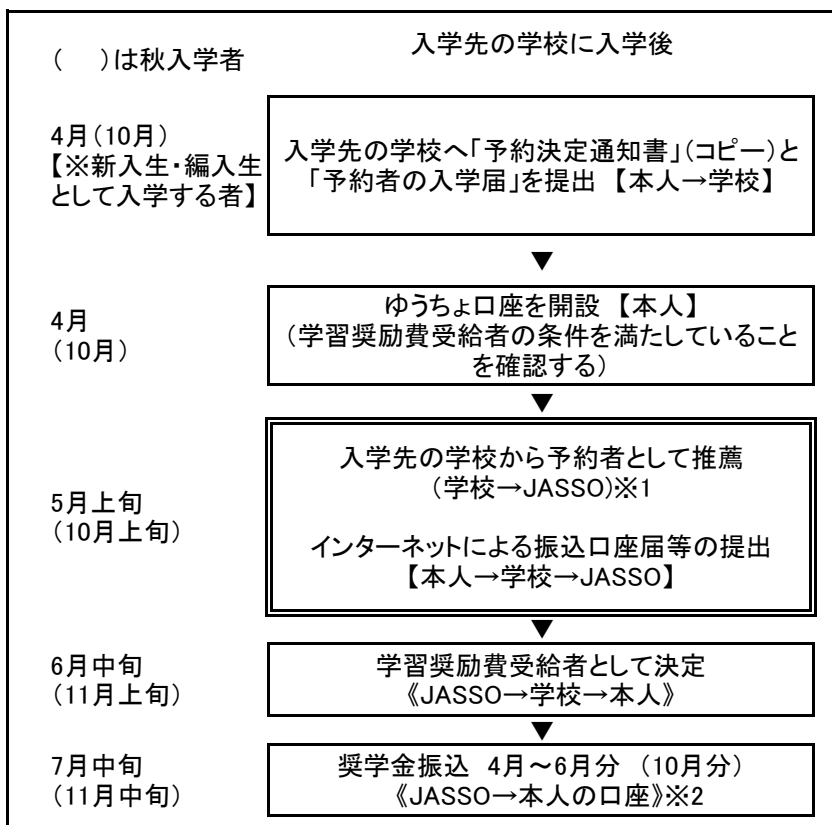 (　)は秋入学者
入学先の学校に入学後
4月(10月)
【※新入生・編入生
として入学する者】
入学先の学校へ「予約決定通知書」(コピー)と
「予約者の入学届」を提出 【本人→学校】
▼
4月
(10月)
ゆうちょ口座を開設 【本人】
(学習奨励費受給者の条件を満たしていること
を確認する)
▼
5月上旬
(10月上旬)
入学先の学校から予約者として推薦
(学校→JASSO)※1
インターネットによる振込口座届等の提出
【本人→学校→JASSO】
▼
6月中旬
(11月上旬)
学習奨励費受給者として決定
《JASSO→学校→本人》
▼
7月中旬
(11月中旬)
奨学金振込 4月～6月分 (10月分)
《JASSO→本人の口座》※2